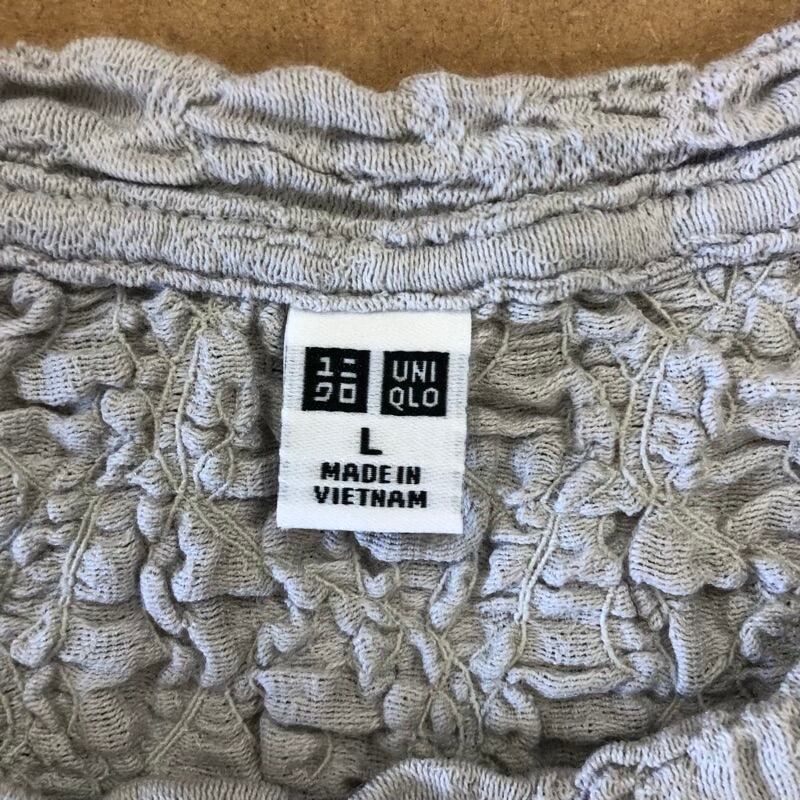 ユニ UNI
クロ QLO
L
MADE IN
VIETNAM